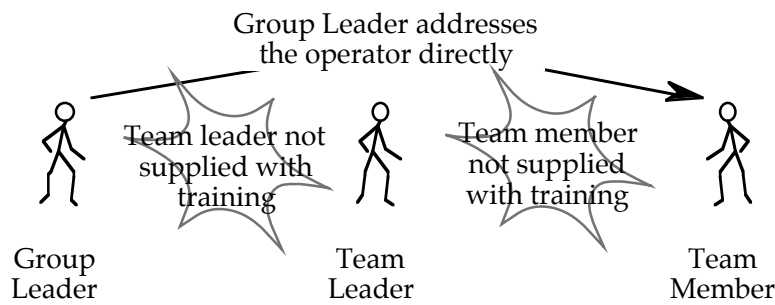 Group Leader addresses
the operator directly
Team leader not
supplied with
training
Team member
not supplied
with training
Group
Leader
Team
Leader
Team
Member